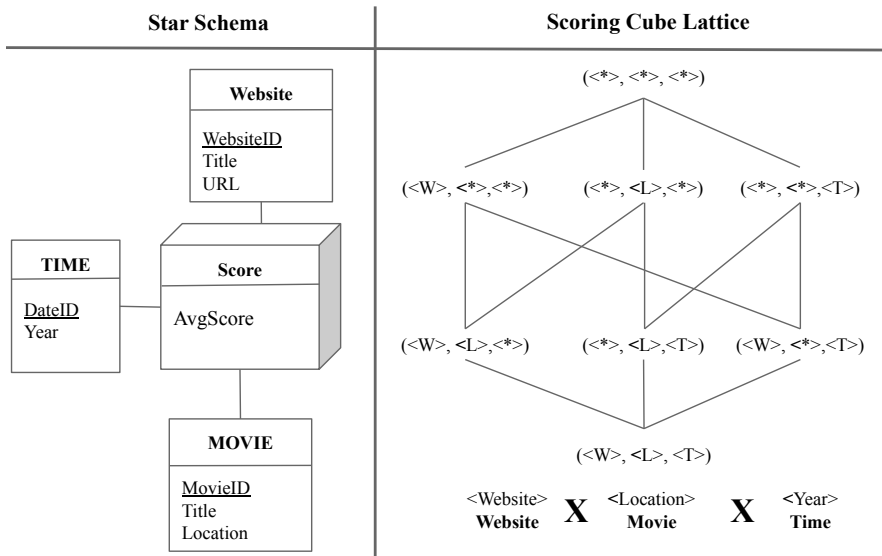 Star Schema
Website
WebsiteID
Title
URL
TIME
DateID
Year
Score
AvgScore
MOVIE
MovieID
Title
Location
Scoring Cube Lattice
(<*>, <*>, <*>)
(<W>, <*>,<*>) (<*>, <L>,<*>) (<*>, <*>,<T>)
(<W>, <L>,<*>) (<*>, <L>,<T>) (<W>, <*>,<T>)
(<W>, <L>, <T>)
<Website> X <Location> X <Year>
Website Movie Time